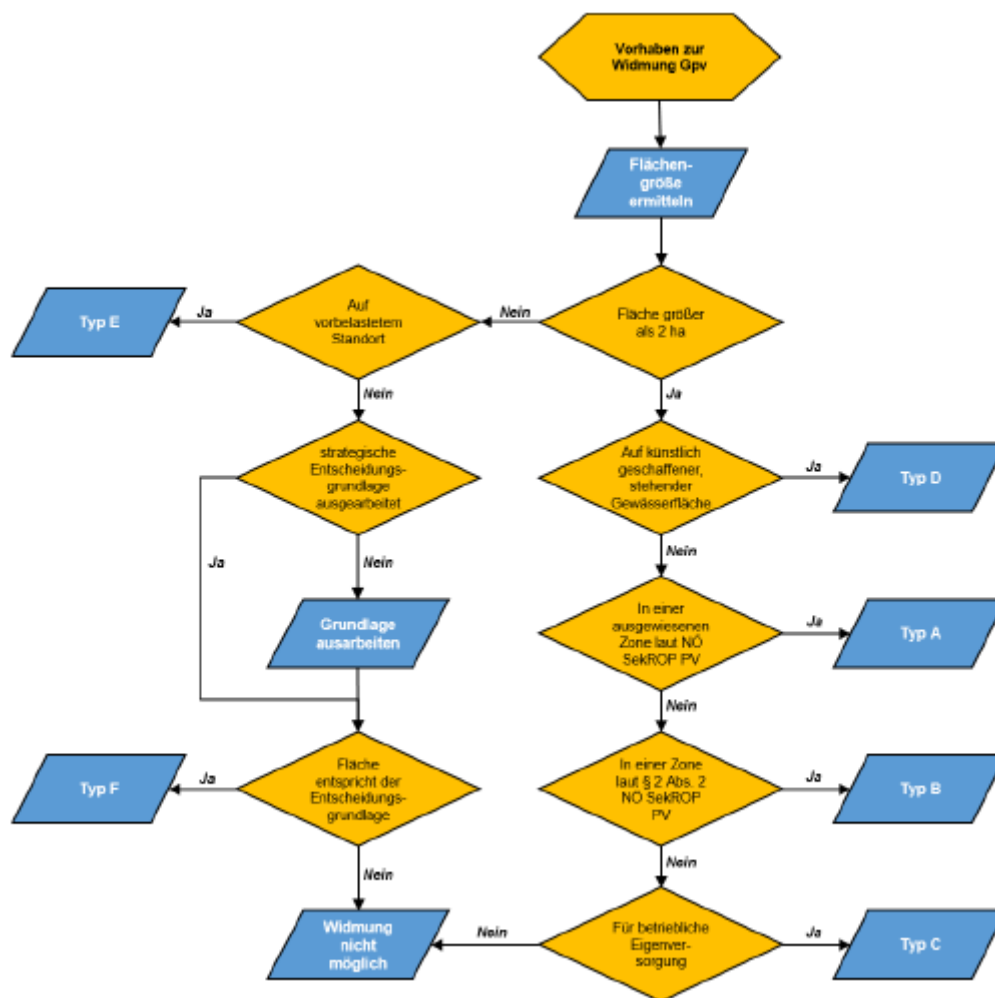 Vorhaben zur
Widmung Gpv
Flächen-
größe
ermitteln
Fläche größer
als 2 ha
Nein
Auf
vorbelastetem
Standort
Ja
Typ E
Nein
Ja
strategische
Entscheidungs-
grundlage
ausgearbeitet
Auf künstlich
geschaffener,
stehender
Gewässerfläche
Ja
Typ D
Ja
Nein
Nein
Grundlage
ausarbeiten
In einer
ausgewiesenen
Zone laut NÖ
SekROP PV
Ja
Typ A
Nein
Fläche
entspricht der
Entscheidungs-
grundlage
Ja
Typ F
In einer Zone
laut § 2 Abs. 2
NÖ SekROP
PV
Ja
Typ B
Nein
Nein
Widmung
nicht
möglich
Nein
Für betriebliche
Eigenver-
sorgung
Ja
Typ C